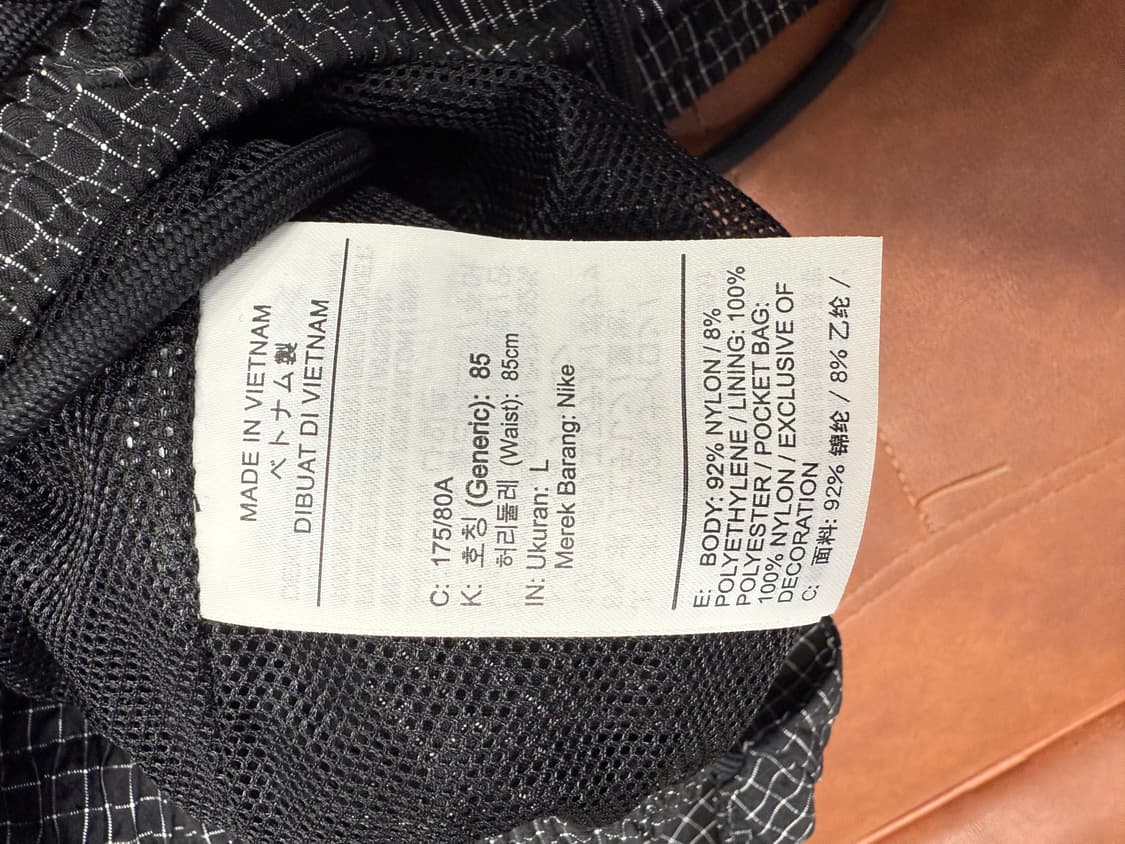 MADE IN VIETNAM
ベトナム製
DIBUAT DI VIETNAM
C: 175/80A
K: 호칭 (Generic): 85
허리둘레 (Waist): 85cm
IN: Ukuran: L
Merek Barang: Nike
E: BODY: 92% NYLON / 8%
POLYETHYLENE / LINING: 100%
POLYESTER / POCKET BAG:
100% NYLON / EXCLUSIVE OF
DECORATION
C: 面料: 92% 锦纶 / 8% 乙纶 /